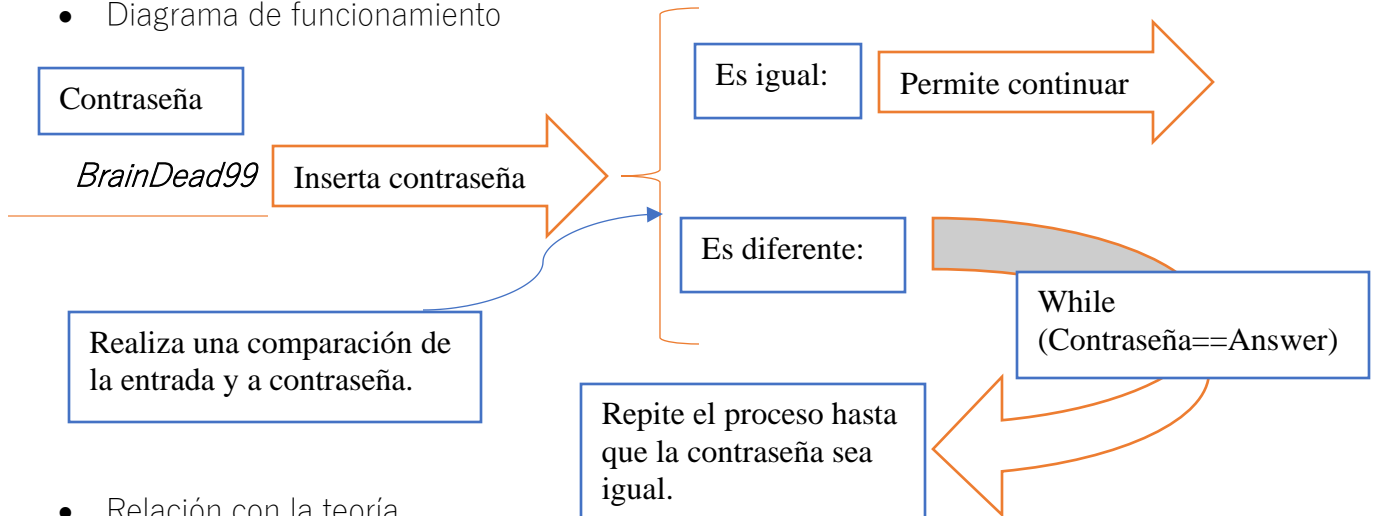 • Diagrama de funcionamiento
Contraseña
BrainDead99
Inserta contraseña
Es igual:
Permite continuar
Es diferente:
While
(Contraseña==Answer)
Realiza una comparación de
la entrada y a contraseña.
Repite el proceso hasta
que la contraseña sea
igual.
• Relación con la teoría